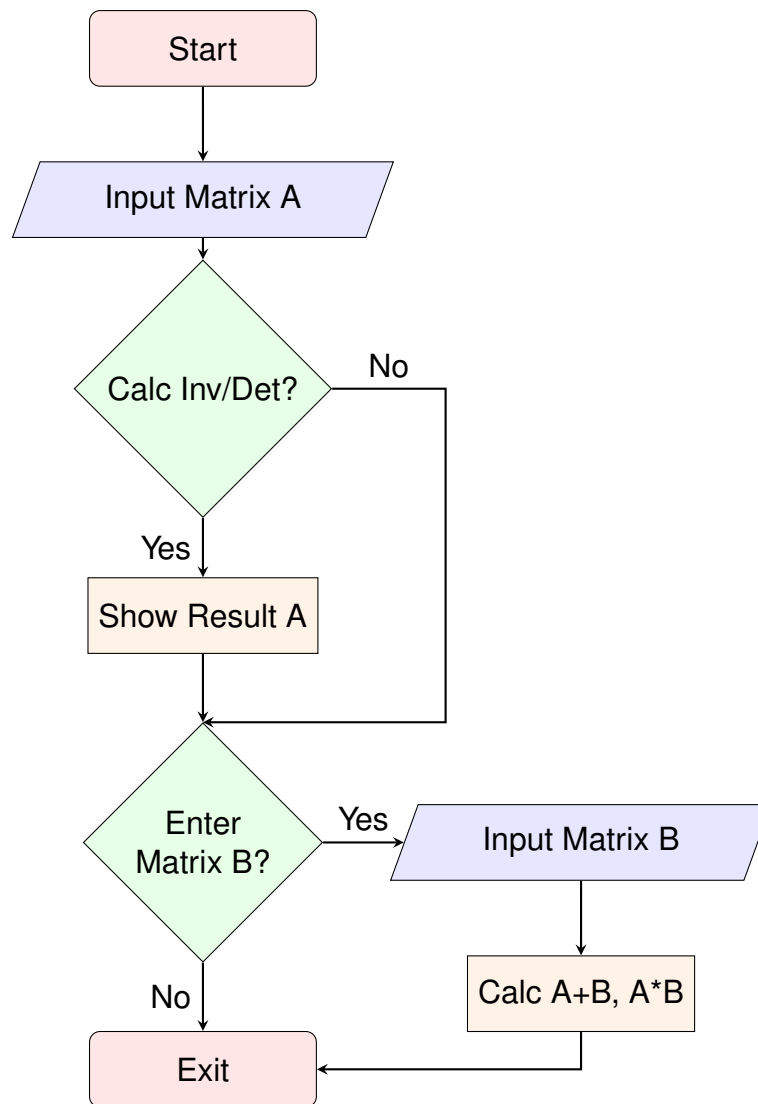 Start
Input Matrix A
Calc Inv/Det?
No
Yes
Show Result A
Enter
Matrix B?
Yes
Input Matrix B
Calc A+B, A*B
No
Exit